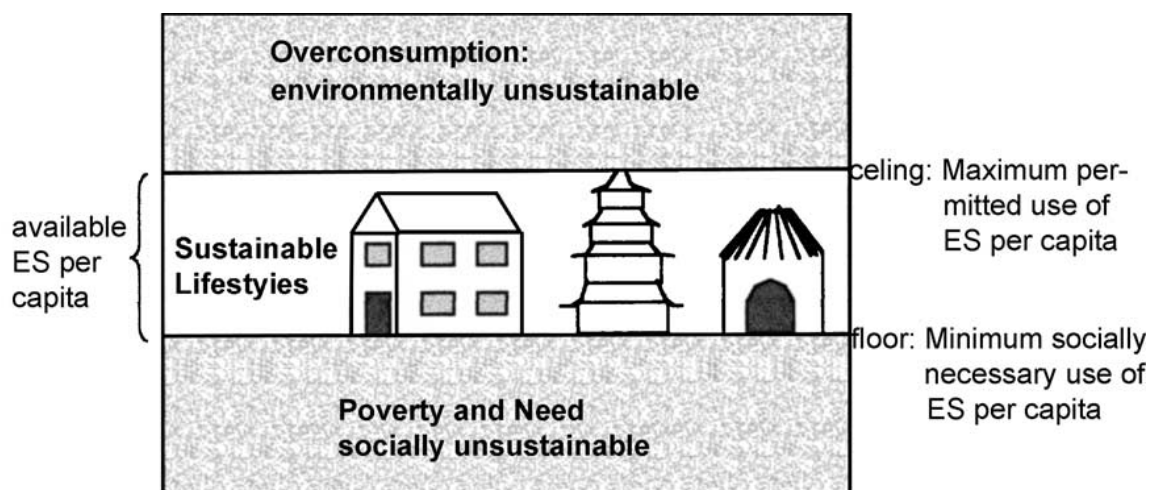 Overconsumption:
environmentally unsustainable
celing: Maximum per-
mitted use of
ES per capita
available
ES per
capita
Sustainable
Lifestyies
floor: Minimum socially
necessary use of
ES per capita
Poverty and Need
socially unsustainable